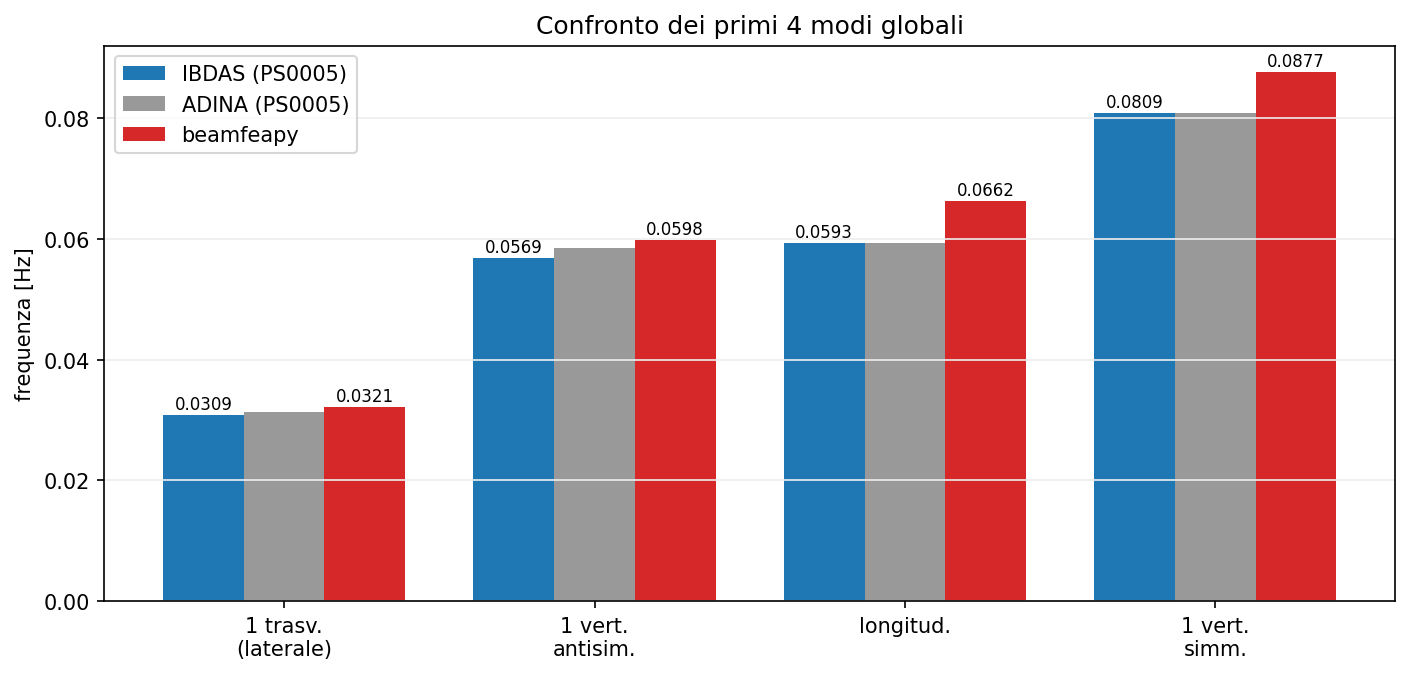 Confronto dei primi 4 modi globali
IBDAS (PS0005)
ADINA (PS0005)
beamfeapy
frequenza [Hz]
0.08
0.06
0.04
0.02
0.00
0.0309
0.0321
0.0569
0.0598
0.0593
0.0662
0.0809
0.0877
1 trasv.
(laterale)
1 vert.
antisim.
longitud.
1 vert.
simm.